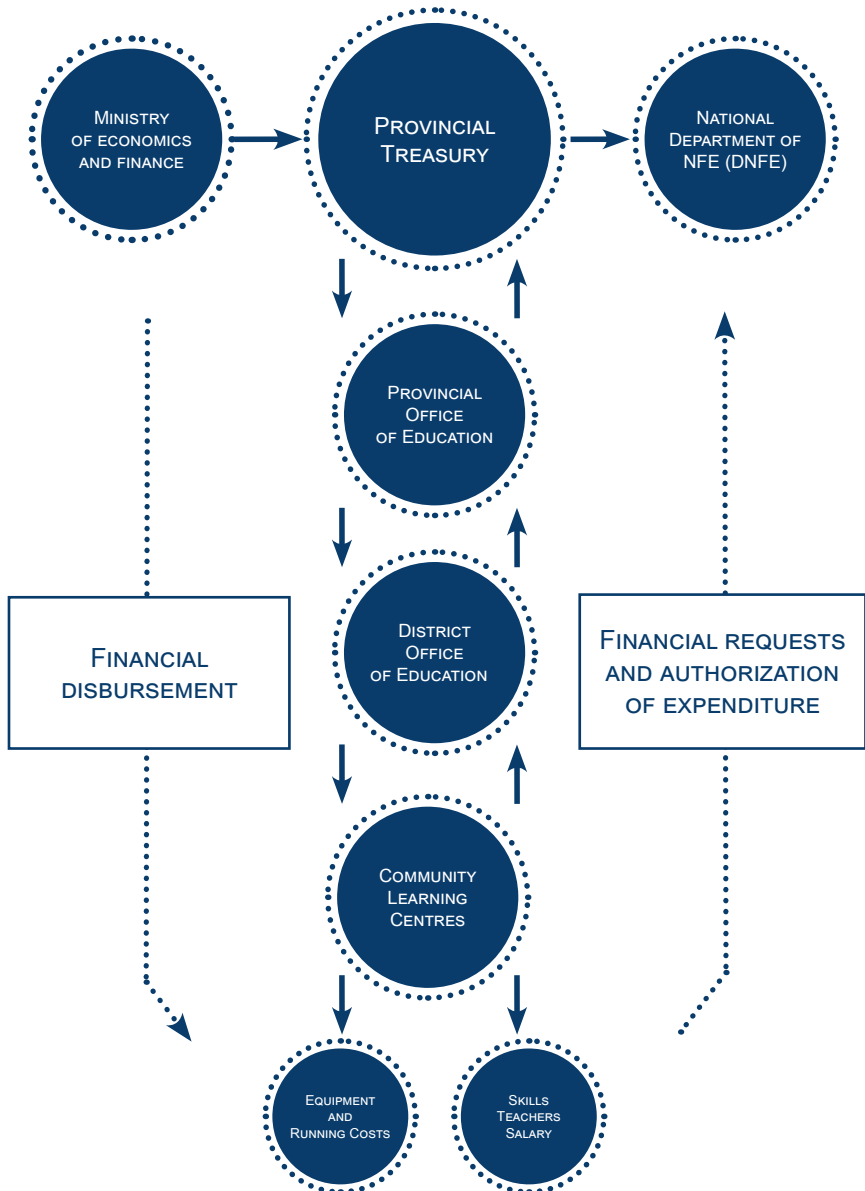 Ministry
of economics
and finance
Provincial
Treasury
National
Department of
NFE (DNFE)
Provincial
Office
of Education
Financial
disbursement
District
Office
of Education
Financial requests
and authorization
of expenditure
Community
Learning
Centres
Equipment
and
Running Costs
Skills
Teachers
Salary